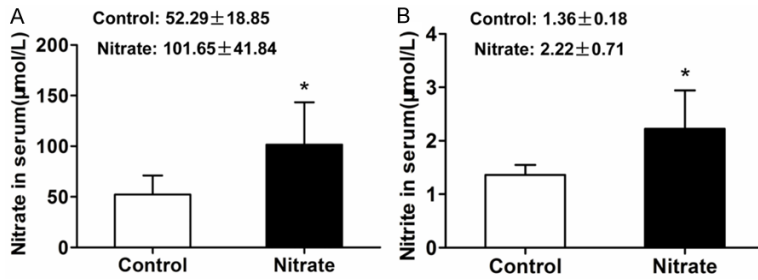 A
Control: 52.29±18.85
Nitrate: 101.65±41.84
Nitrate in serum(µmol/L)
200
150
100
50
0
*
Control
Nitrate
B
Control: 1.36±0.18
Nitrate: 2.22±0.71
Nitrite in serum(µmol/L)
4
3
2
1
0
*
Control
Nitrate